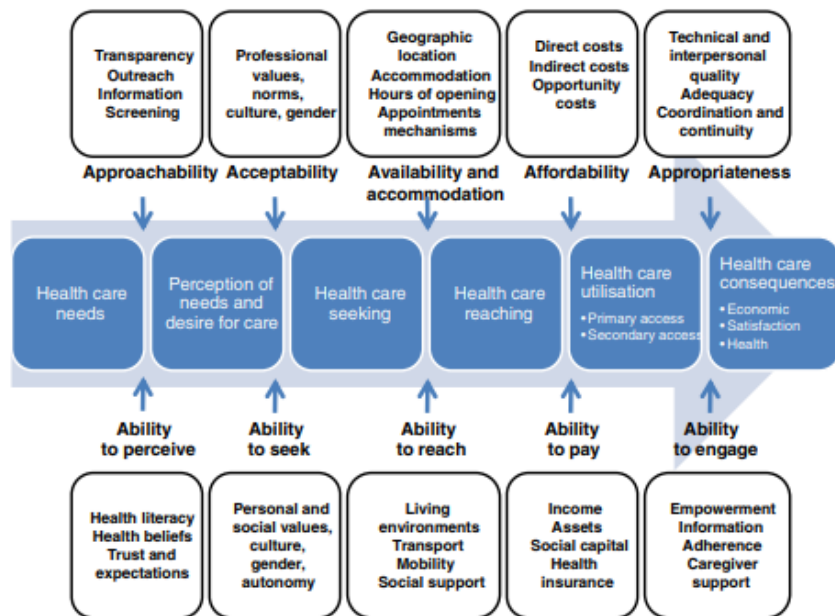 Transparency
Outreach
Information
Screening
Professional
values,
norms,
culture, gender
Geographic
location
Accommodation
Hours of opening
Appointments
mechanisms
Direct costs
Indirect costs
Opportunity
costs
Technical and
interpersonal
quality
Adequacy
Coordination and
continuity
Approachability
Acceptability
Availability and
accommodation
Affordability
Appropriateness
Health care
needs
Perception of
needs and
desire for care
Health care
seeking
Health care
reaching
Health care
utilisation
• Primary access
• Secondary access
Health care
consequences
• Economic
• Satisfaction
• Health
Ability
to perceive
Ability
to seek
Ability
to reach
Ability
to pay
Ability
to engage
Health literacy
Health beliefs
Trust and
expectations
Personal and
social values,
culture,
gender,
autonomy
Living
environments
Transport
Mobility
Social support
Income
Assets
Social capital
Health
insurance
Empowerment
Information
Adherence
Caregiver
support